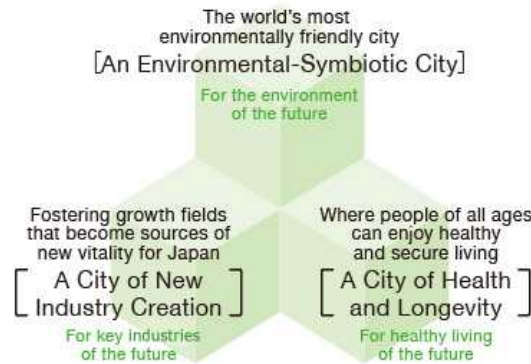 The world's most
environmentally friendly city
[An Environmental-Symbiotic City]
For the environment
of the future
Fostering growth fields
that become sources of
new vitality for Japan
[A City of New
Industry Creation]
For key industries
of the future
Where people of all ages
can enjoy healthy
and secure living
[A City of Health
and Longevity]
For healthy living
of the future